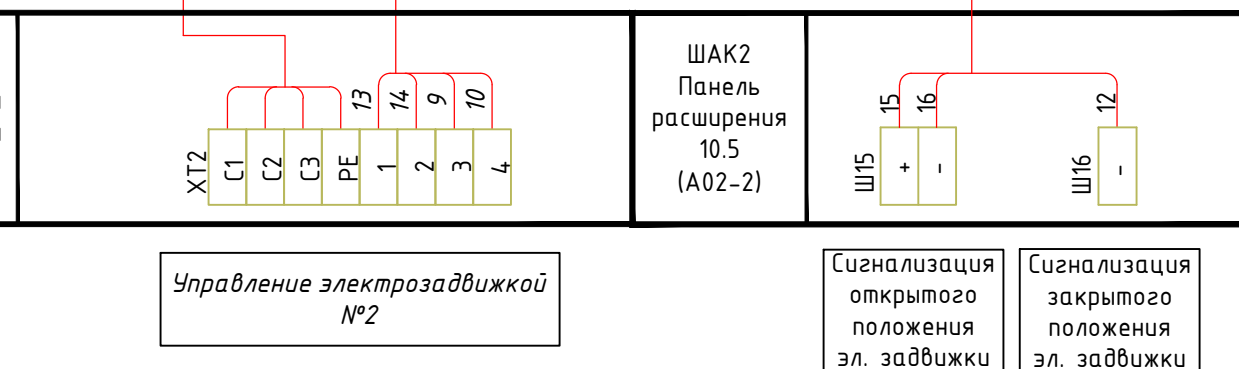 13
14
9
10
XT2
C1
C2
C3
PE
1
2
3
4
ШАК2
Панель
расширения
10.5
(А02-2)
15
16
12
Ш15
+
-
Ш16
-
Управление электрозадвижкой
№2
Сигнализация
открытого
положения
эл. задвижки
Сигнализация
закрытого
положения
эл. задвижки